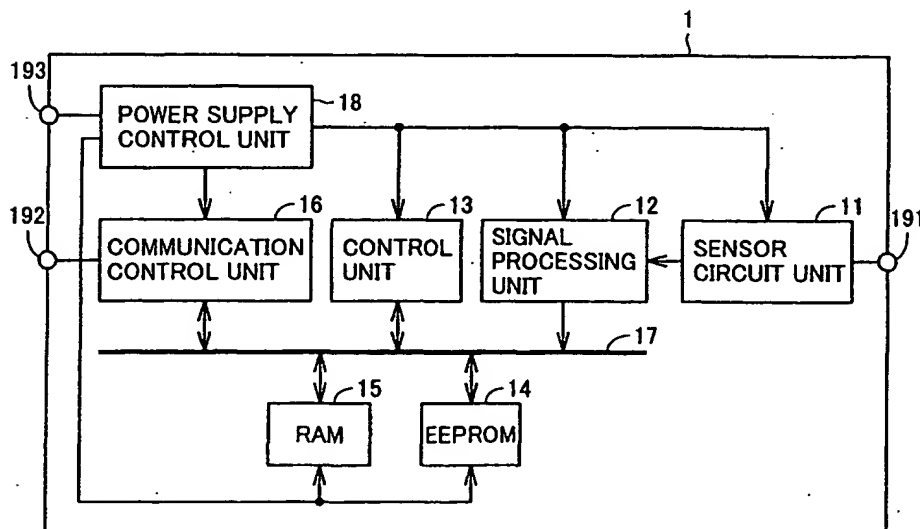 1
193
18
POWER SUPPLY
CONTROL UNIT
192
16
COMMUNICATION
CONTROL UNIT
13
CONTROL
UNIT
12
SIGNAL
PROCESSING
UNIT
11
SENSOR
CIRCUIT UNIT
191
17
15
RAM
14
EEPROM